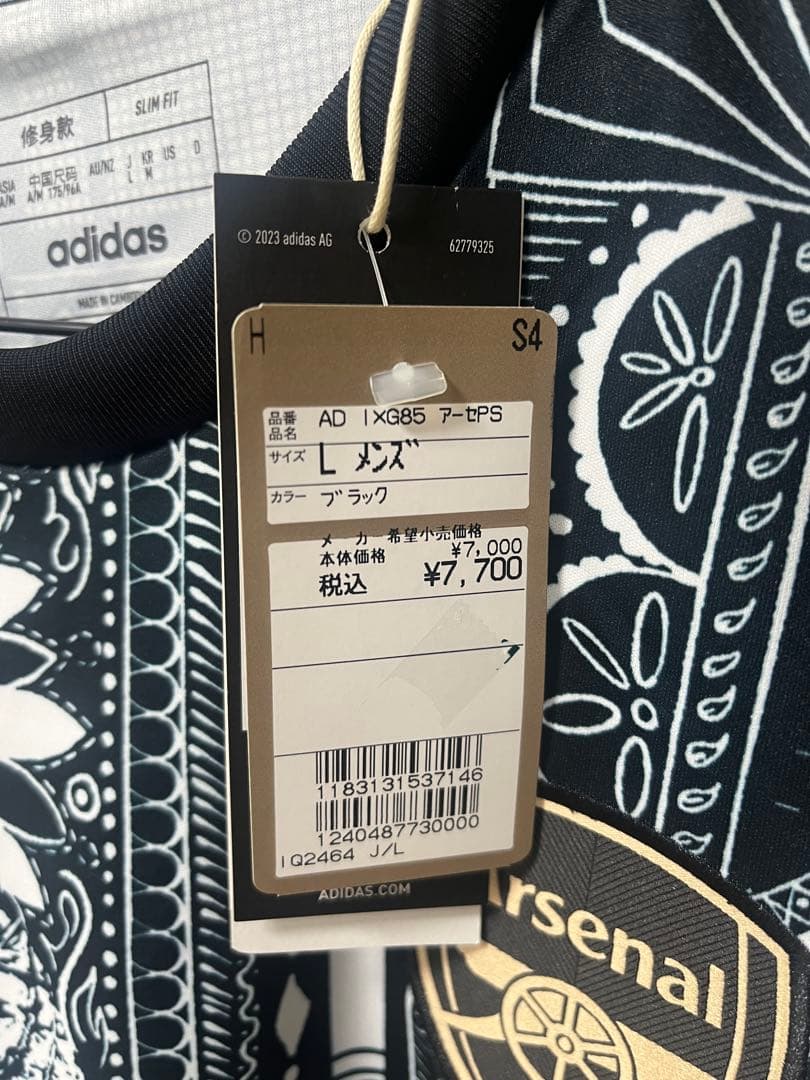 修身款 SLIM FIT
ASIA 中国尺码 AU/NZ J KR US
A/M A/M 175/96A L M
adidas
© 2023 adidas AG 62779325
H S4
品番 AD IXG85 アーセPS
品名
サイズ L メンズ
カラー ブラック
メーカー希望小売価格
本体価格 ¥7,000
税込 ¥7,700
1183131537146
1240487730000
IQ2464 J/L
ADIDAS.COM
Arsenal